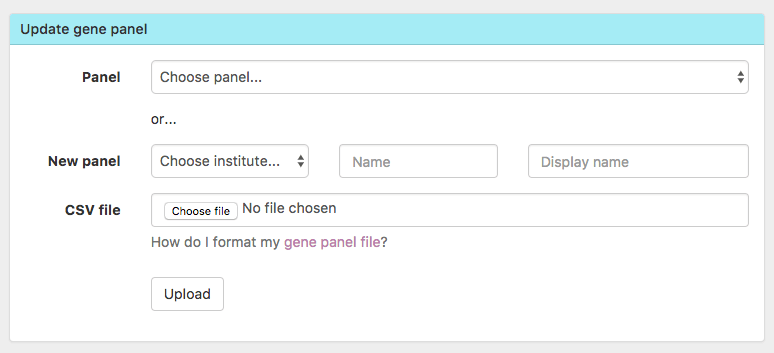 Update gene panel
Panel Choose panel...
or...
New panel Choose institute... Name Display name
CSV file Choose file No file chosen
How do I format my gene panel file?
Upload